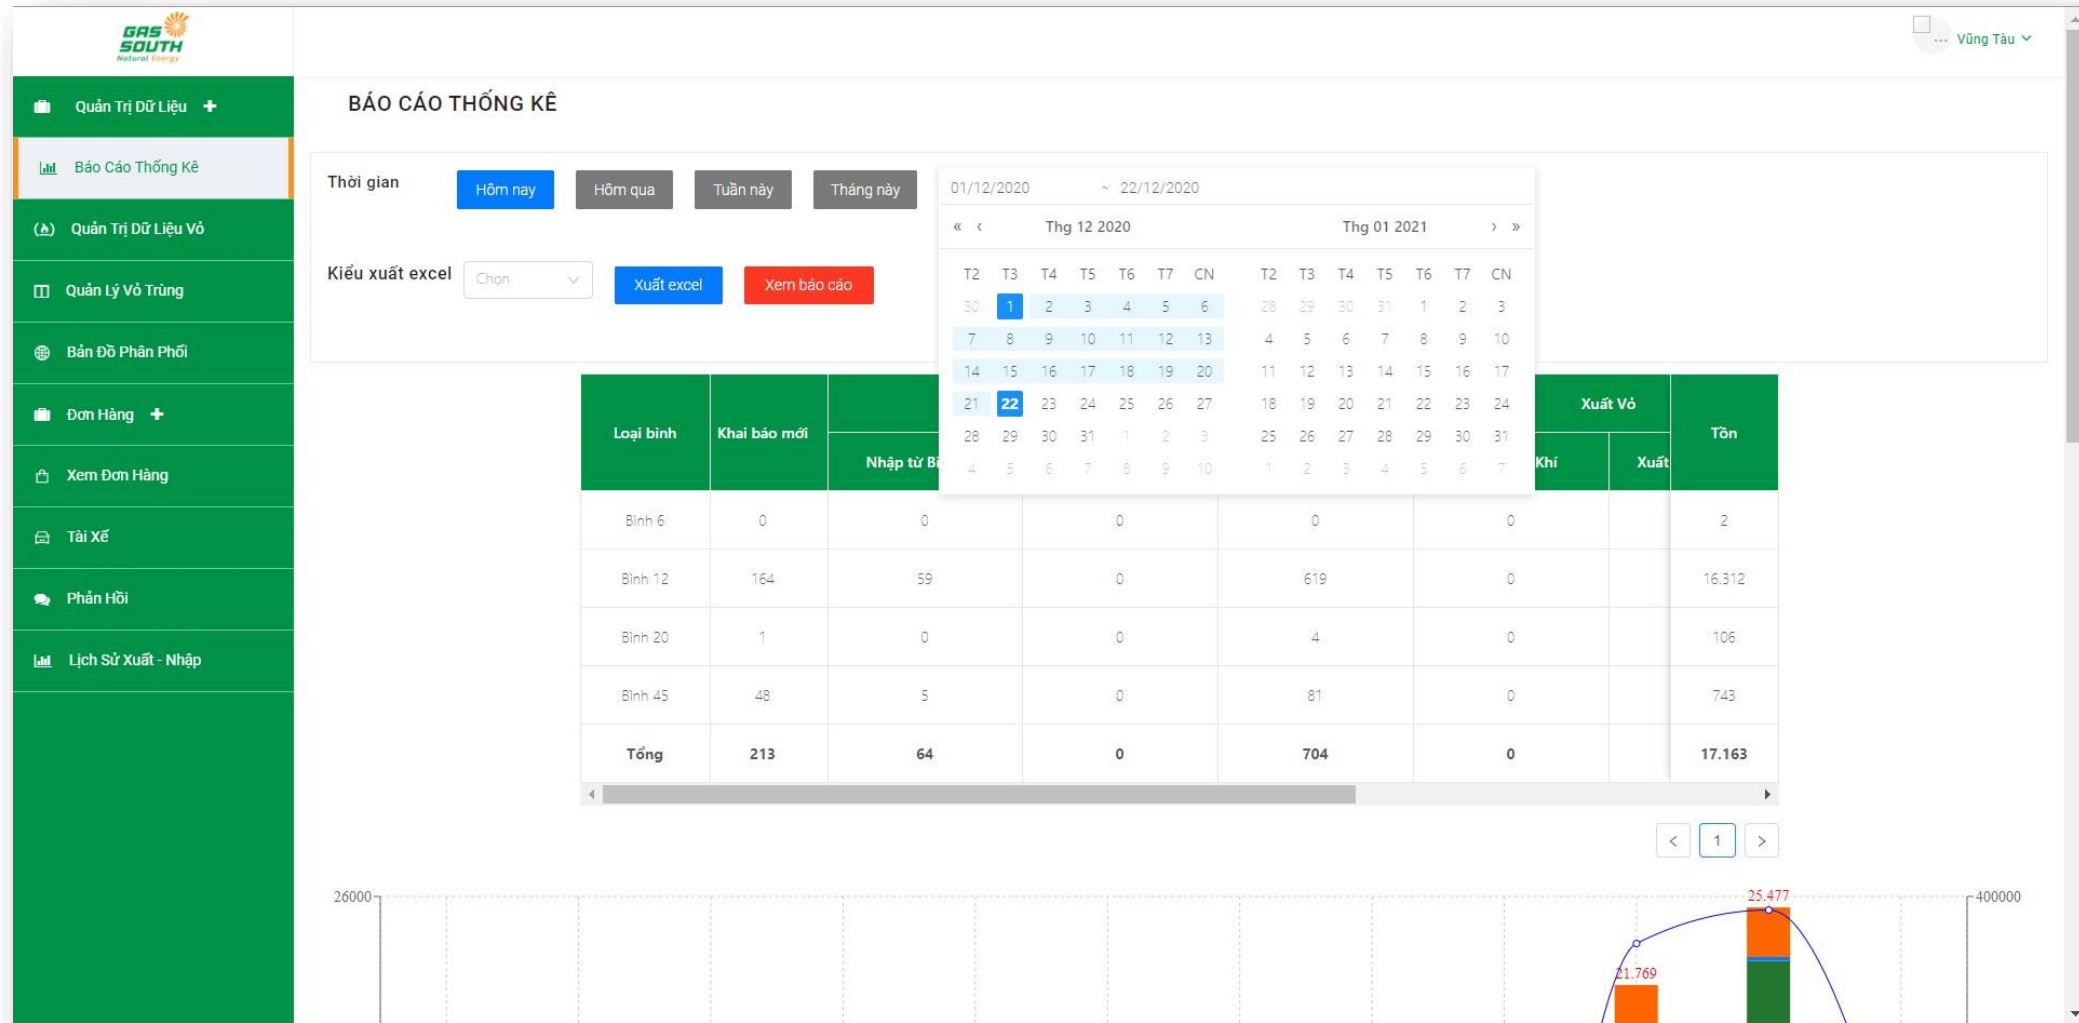 GAS
SOUTH
Natural Energy
... Vũng Tàu
Quản Trị Dữ Liệu
Báo Cáo Thống Kê
Quản Trị Dữ Liệu Vỏ
Quản Lý Vỏ Trùng
Bản Đồ Phân Phối
Đơn Hàng
Xem Đơn Hàng
Tài Xế
Phản Hồi
Lịch Sử Xuất - Nhập
BÁO CÁO THỐNG KÊ
Thời gian Hôm nay Hôm qua Tuần này Tháng này 01/12/2020 ~ 22/12/2020
Kiểu xuất excel Chọn Xuất excel Xem báo cáo
« ‹ Thg 12 2020 Thg 01 2021 › »
T2 T3 T4 T5 T6 T7 CN T2 T3 T4 T5 T6 T7 CN
30 1 2 3 4 5 6 28 29 30 31 1 2 3
7 8 9 10 11 12 13 4 5 6 7 8 9 10
14 15 16 17 18 19 20 11 12 13 14 15 16 17
21 22 23 24 25 26 27 18 19 20 21 22 23 24
28 29 30 31 1 2 3 25 26 27 28 29 30 31
4 5 6 7 8 9 10 1 2 3 4 5 6 7
Loại bình Khai báo mới Xuất Vỏ Tồn
Nhập từ Khí Xuất
Bình 6 0 0 0 0 0 2
Bình 12 164 59 0 619 0 16.312
Bình 20 1 0 0 4 0 106
Bình 45 48 5 0 81 0 743
Tổng 213 64 0 704 0 17.163
< 1 >
26000 25.477 400000
21.769